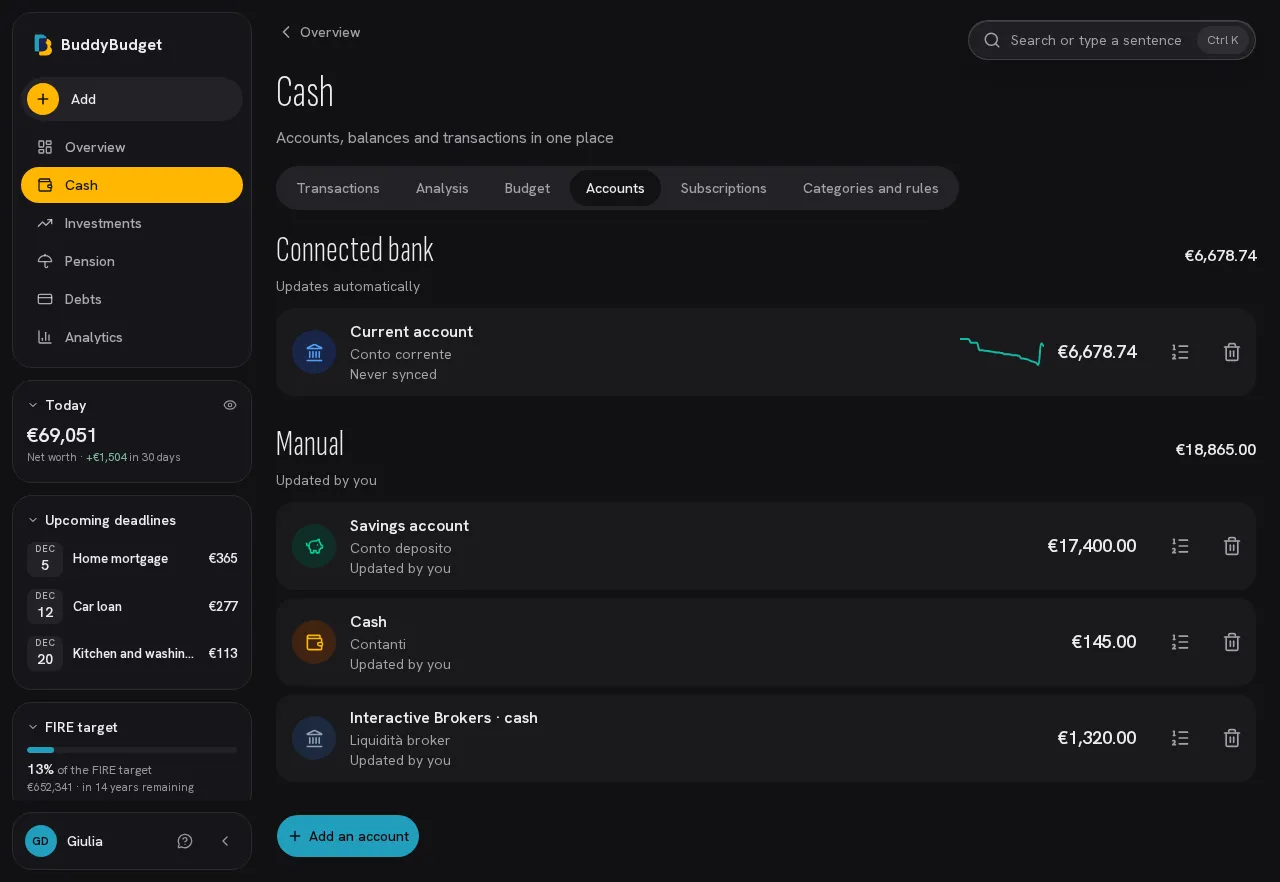 BuddyBudget
Add
Overview
Cash
Investments
Pension
Debts
Analytics
Today
€69,051
Net worth · +€1,504 in 30 days
Upcoming deadlines
DEC
5
Home mortgage
€365
DEC
12
Car loan
€277
DEC
20
Kitchen and washin...
€113
FIRE target
13% of the FIRE target
€652,341 · in 14 years remaining
GD
Giulia
Overview
Search or type a sentence
Ctrl K
Cash
Accounts, balances and transactions in one place
Transactions
Analysis
Budget
Accounts
Subscriptions
Categories and rules
Connected bank
€6,678.74
Updates automatically
Current account
Conto corrente
Never synced
€6,678.74
Manual
€18,865.00
Updated by you
Savings account
Conto deposito
Updated by you
€17,400.00
Cash
Contanti
Updated by you
€145.00
Interactive Brokers · cash
Liquidità broker
Updated by you
€1,320.00
Add an account